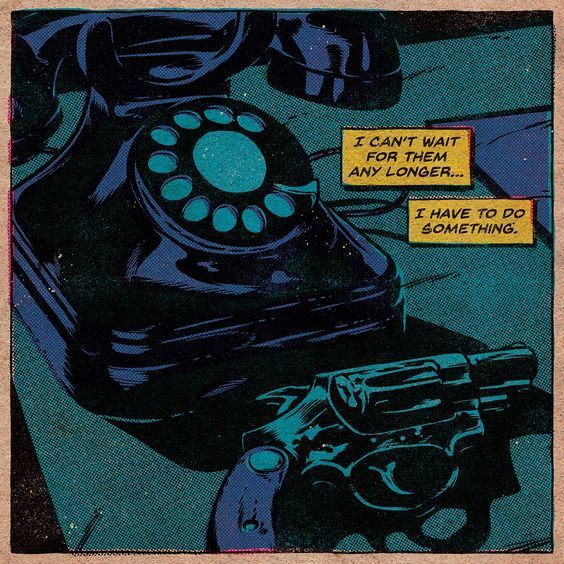 I CAN'T WAIT
FOR THEM
ANY LONGER...
I HAVE TO DO
SOMETHING.